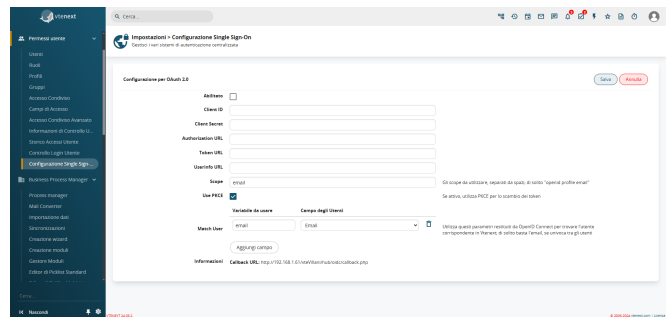 vtenext
Cerca...
Permessi utente
Utenti
Ruoli
Profili
Gruppi
Accesso Condiviso
Campi di Accesso
Accesso Condiviso Avanzato
Informazioni di Controllo U...
Storico Accessi Utente
Controllo Login Utente
Configurazione Single Sign-...
Business Process Manager
Process manager
Mail Converter
Importazione dati
Sincronizzazioni
Creazione wizard
Creazione moduli
Gestore Moduli
Editor di Picklist Standard
Cerca...
Nascondi
Impostazioni > Configurazione Single Sign-On
Gestisci i vari sistemi di autenticazione centralizzata
Configurazione per OAuth 2.0
Salva
Annulla
Abilitato
Client ID
Client Secret
Authorization URL
Token URL
Userinfo URL
Scope
email
Gli scope da utilizzare, separati da spazi, di solito "openid profile email"
Use PKCE
Se attivo, utilizza PKCE per lo scambio dei token
Variabile da usare
Campo degli Utenti
Match User
email
Email
Utilizza questi parametri restituiti da OpenID Connect per trovare l'utente
corrispondente in Vtenext, di solito basta l'email, se univoca tra gli utenti
Aggiungi campo
Informazioni
Callback URL: http://192.168.1.61/vteVillani/hub/oidc/callback.php